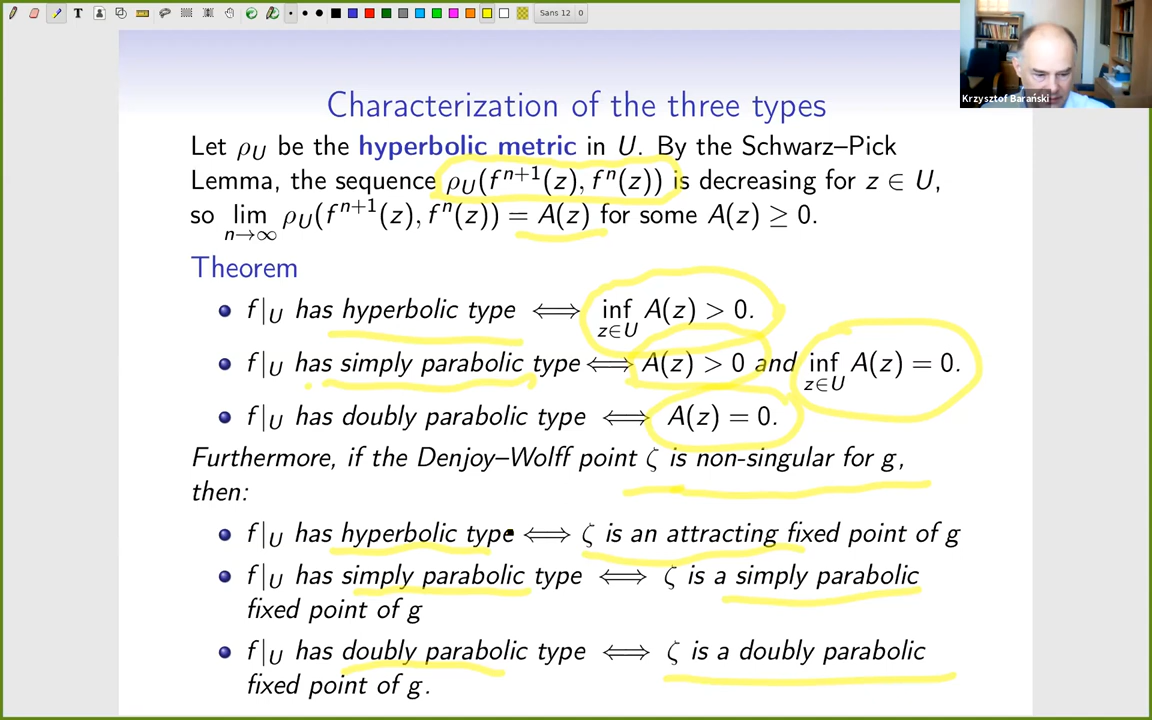 Sans 12 0
Krzysztof Barański
Characterization of the three types
Let ρ_U be the hyperbolic metric in U. By the Schwarz–Pick
Lemma, the sequence ρ_U(f^{n+1}(z), f^n(z)) is decreasing for z ∈ U,
so lim_{n→∞} ρ_U(f^{n+1}(z), f^n(z)) = A(z) for some A(z) ≥ 0.
Theorem
f|_U has hyperbolic type ⟺ inf_{z∈U} A(z) > 0.
f|_U has simply parabolic type ⟺ A(z) > 0 and inf_{z∈U} A(z) = 0.
f|_U has doubly parabolic type ⟺ A(z) = 0.
Furthermore, if the Denjoy–Wolff point ζ is non-singular for g,
then:
f|_U has hyperbolic type ⟺ ζ is an attracting fixed point of g
f|_U has simply parabolic type ⟺ ζ is a simply parabolic
fixed point of g
f|_U has doubly parabolic type ⟺ ζ is a doubly parabolic
fixed point of g.